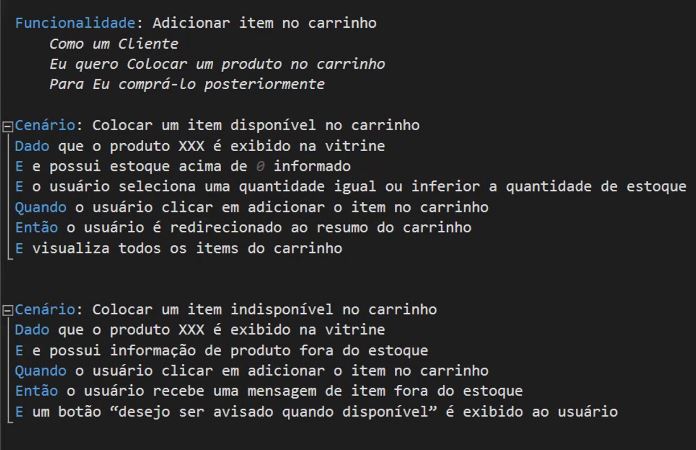 Funcionalidade: Adicionar item no carrinho
Como um Cliente
Eu quero Colocar um produto no carrinho
Para Eu comprá-lo posteriormente
Cenário: Colocar um item disponível no carrinho
Dado que o produto XXX é exibido na vitrine
E e possui estoque acima de 0 informado
E o usuário seleciona uma quantidade igual ou inferior a quantidade de estoque
Quando o usuário clicar em adicionar o item no carrinho
Então o usuário é redirecionado ao resumo do carrinho
E visualiza todos os items do carrinho
Cenário: Colocar um item indisponível no carrinho
Dado que o produto XXX é exibido na vitrine
E e possui informação de produto fora do estoque
Quando o usuário clicar em adicionar o item no carrinho
Então o usuário recebe uma mensagem de item fora do estoque
E um botão “desejo ser avisado quando disponível” é exibido ao usuário